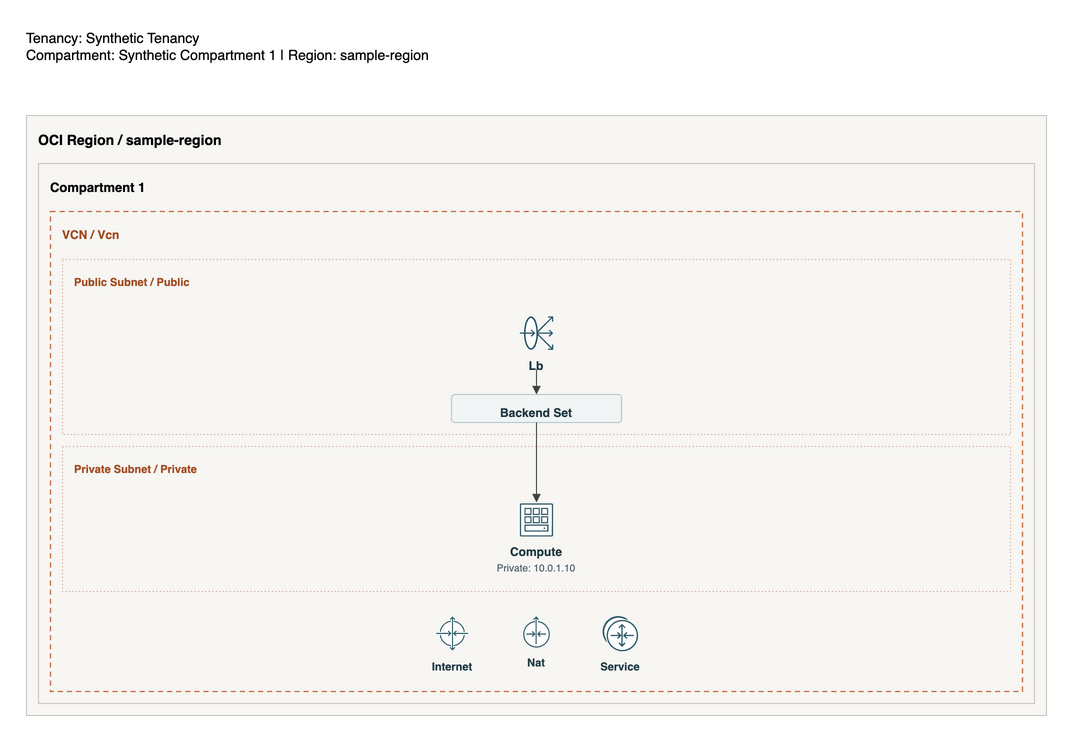 Tenancy: Synthetic Tenancy
Compartment: Synthetic Compartment 1 | Region: sample-region
OCI Region / sample-region
Compartment 1
VCN / Vcn
Public Subnet / Public
Lb
Backend Set
Private Subnet / Private
Compute
Private: 10.0.1.10
Internet
Nat
Service